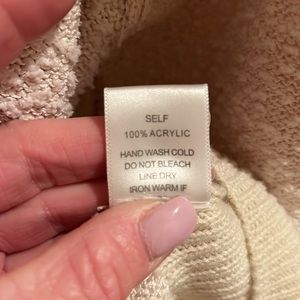 SELF
100% ACRYLIC
HAND WASH COLD
DO NOT BLEACH
LINE DRY
IRON WARM IF